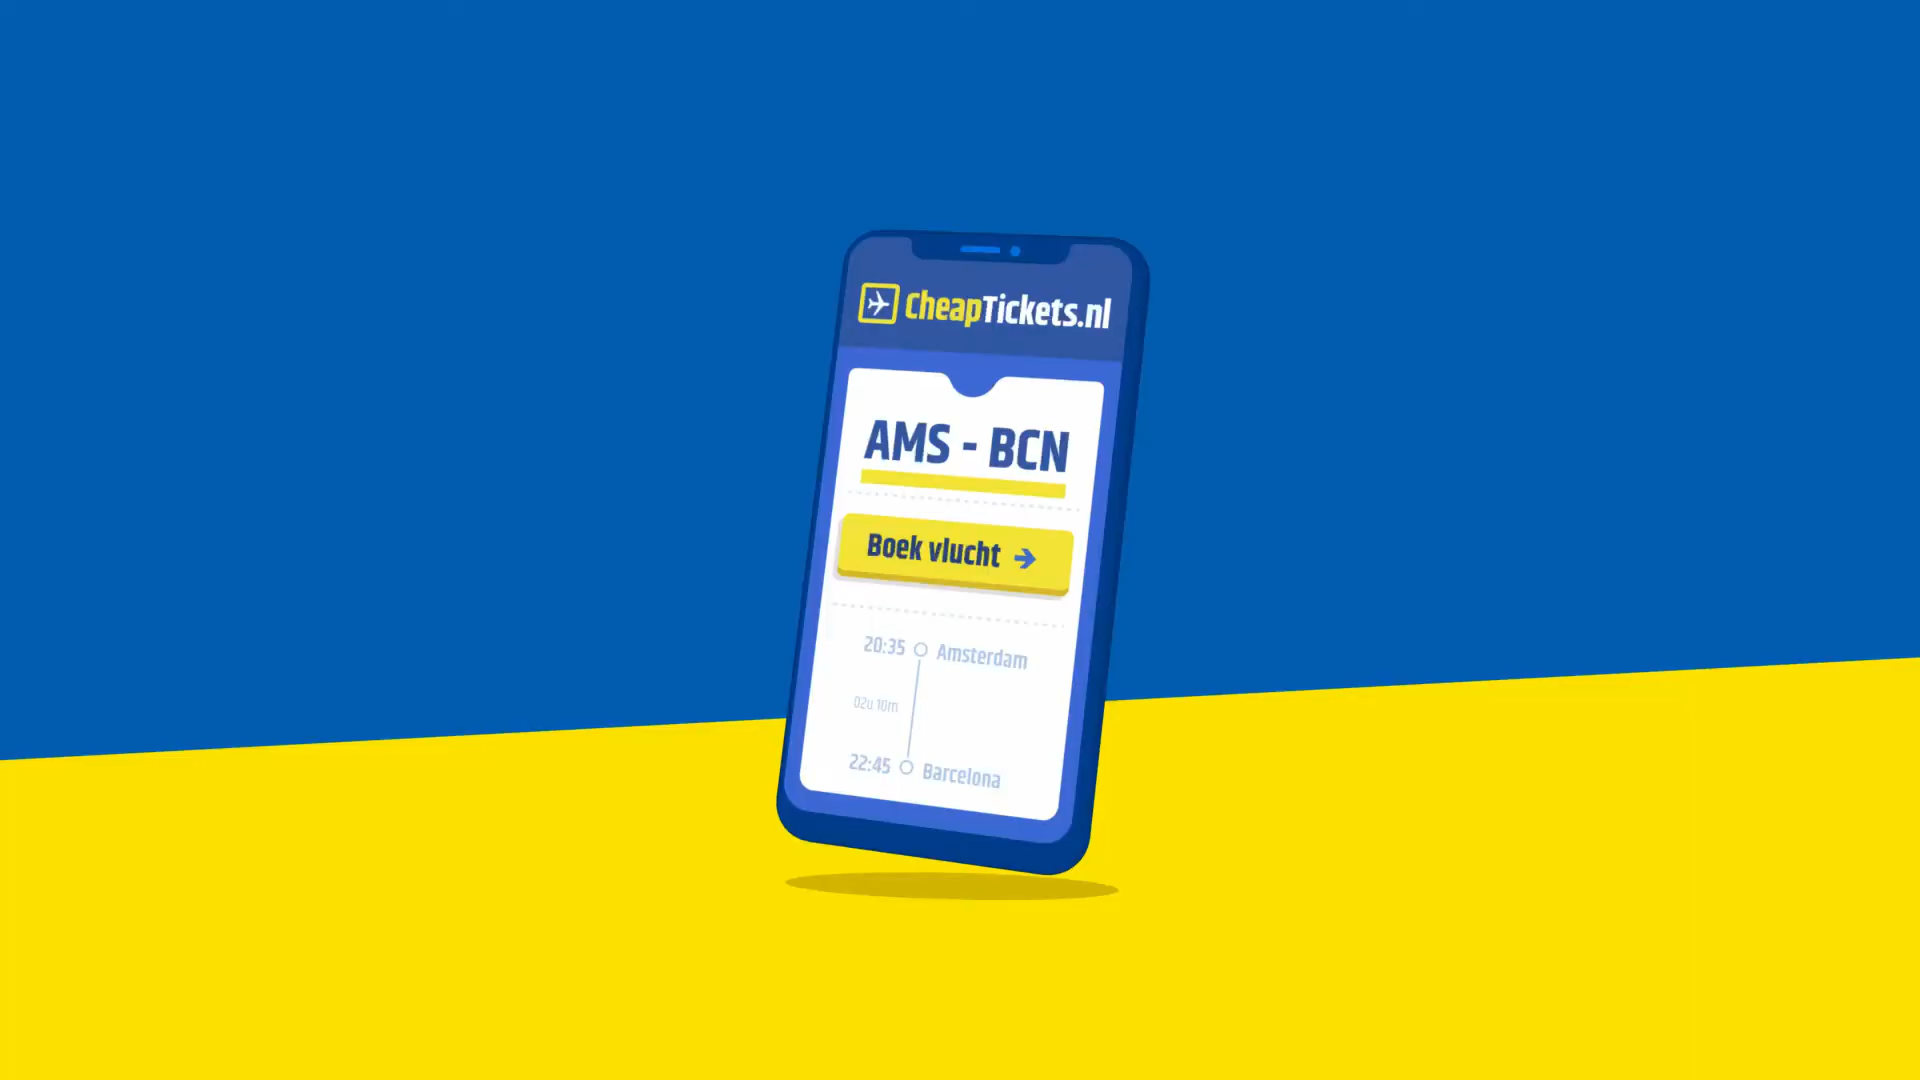 CheapTickets.nl
AMS - BCN
Boek vlucht
20:35 Amsterdam
02u 10m
22:45 Barcelona